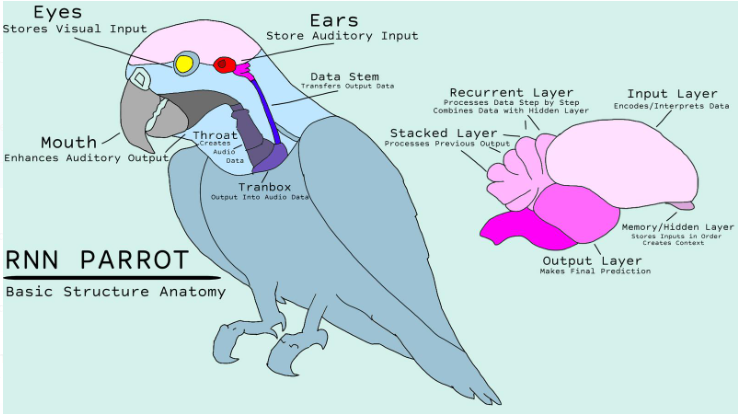 Eyes
Stores Visual Input
Ears
Store Auditory Input
Data Stem
Transfers Output Data
Mouth
Enhances Auditory Output
Throat
Creates
Audio
Data
Tranbox
Output Into Audio Data
RNN PARROT
Basic Structure Anatomy
Recurrent Layer
Processes Data Step by Step
Combines Data with Hidden Layer
Input Layer
Encodes/Interprets Data
Stacked Layer
Processes Previous Output
Memory/Hidden Layer
Stores Inputs in Order
Creates Context
Output Layer
Makes Final Prediction